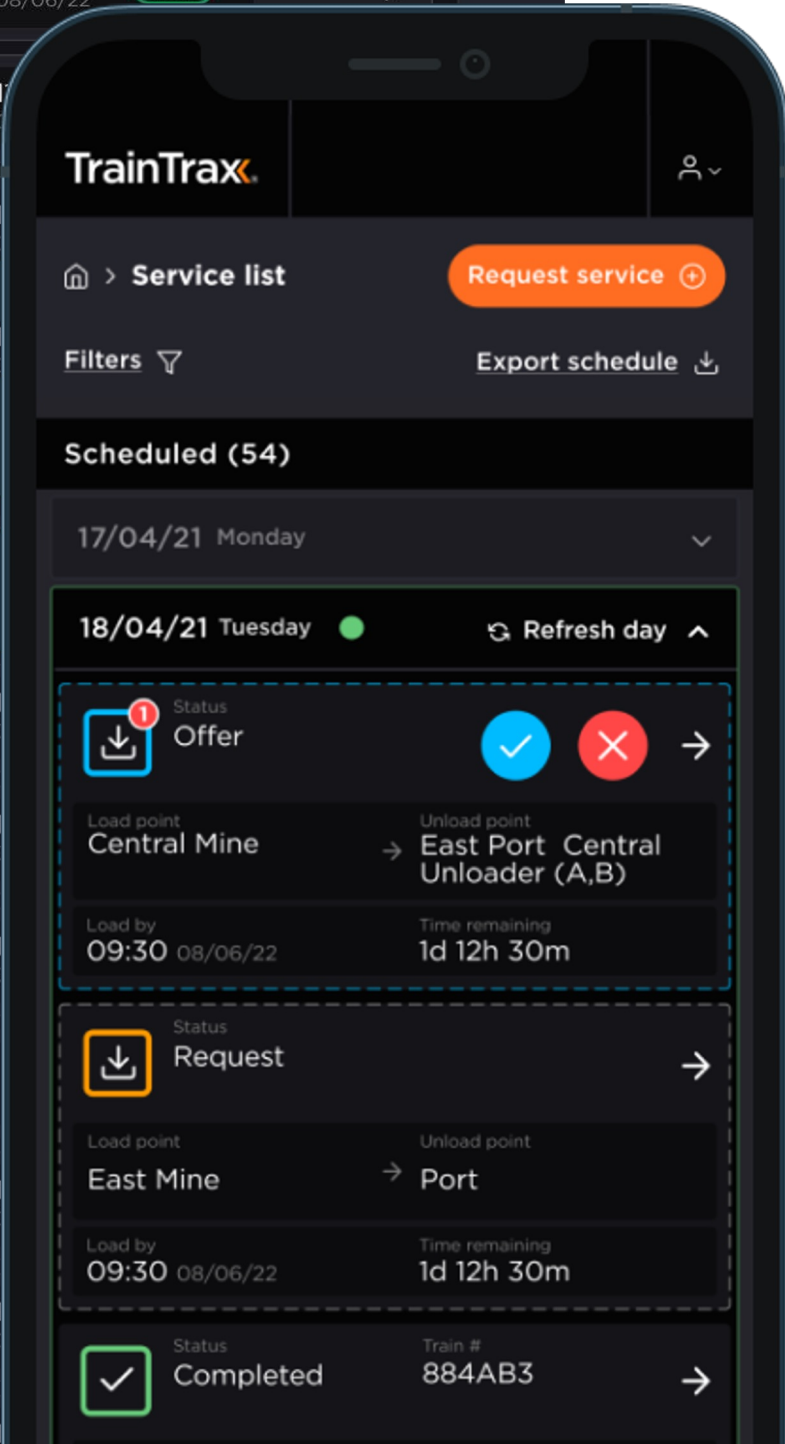 08/06/22
TrainTrax
Service list
Request service
Filters
Export schedule
Scheduled (54)
17/04/21 Monday
18/04/21 Tuesday
Refresh day
1
Status
Offer
Load point
Unload point
Central Mine
East Port Central
Unloader (A,B)
Load by
Time remaining
09:30 08/06/22
1d 12h 30m
Status
Request
Load point
Unload point
East Mine
Port
Load by
Time remaining
09:30 08/06/22
1d 12h 30m
Status
Train #
Completed
884AB3